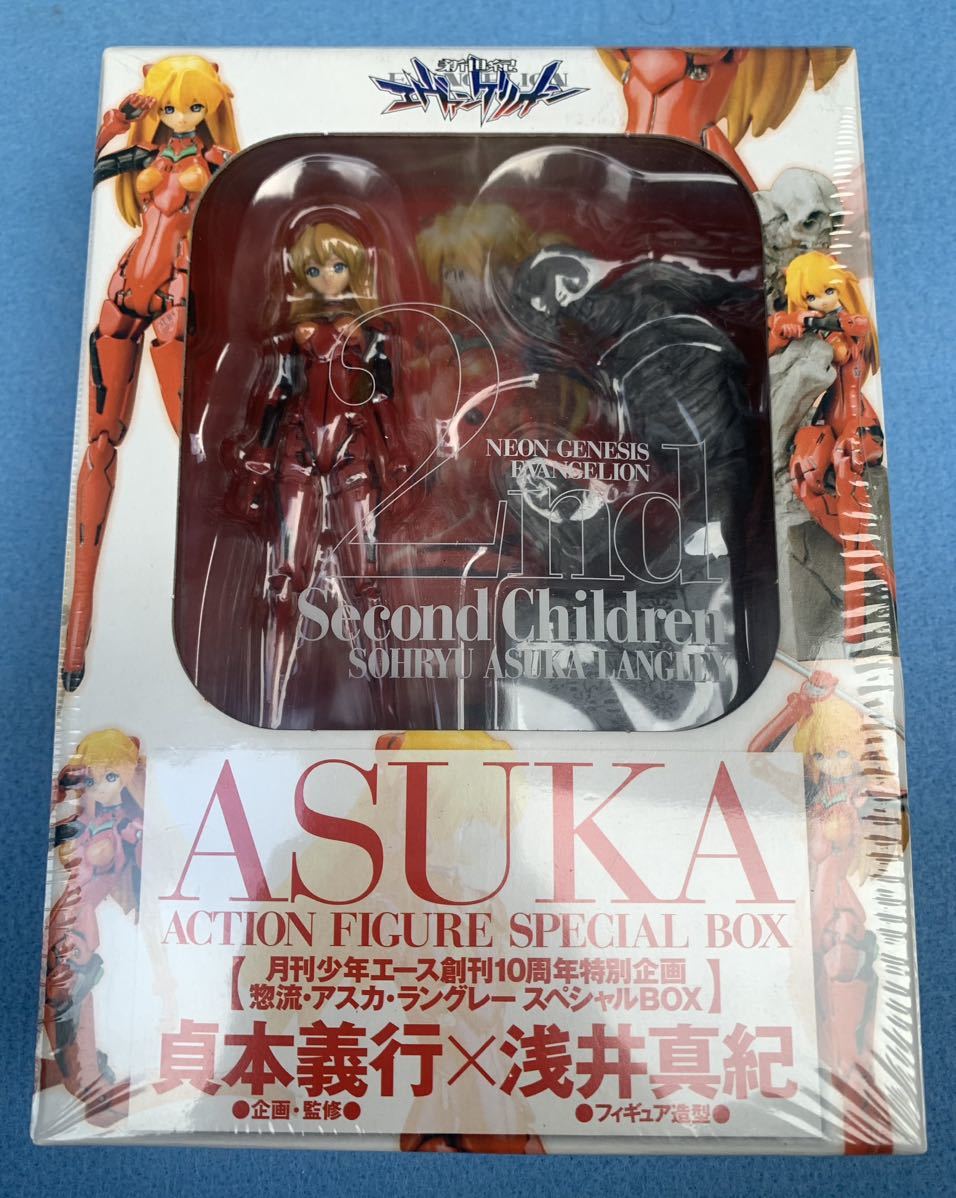 新世紀
EVANGELION
エヴァンゲリオン
2nd
NEON GENESIS
EVANGELION
Second Children
SOHRYU ASUKA LANGLEY
ASUKA
ACTION FIGURE SPECIAL BOX
【月刊少年エース創刊10周年特別企画
惣流・アスカ・ラングレー スペシャルBOX】
貞本義行×浅井真紀
●企画・監修● ●フィギュア造型●